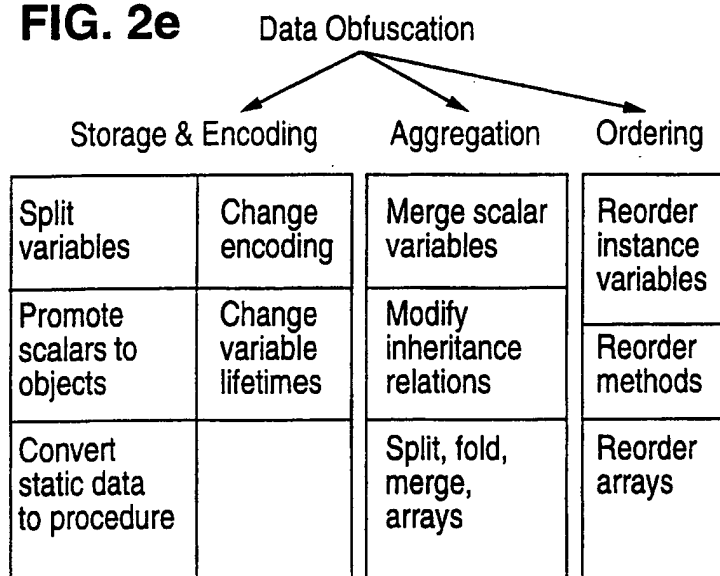 FIG. 2e
Data Obfuscation
Storage & Encoding
Aggregation
Ordering
Split
variables
Change
encoding
Merge scalar
variables
Reorder
instance
variables
Promote
scalars to
objects
Change
variable
lifetimes
Modify
inheritance
relations
Reorder
methods
Convert
static data
to procedure
Split, fold,
merge,
arrays
Reorder
arrays